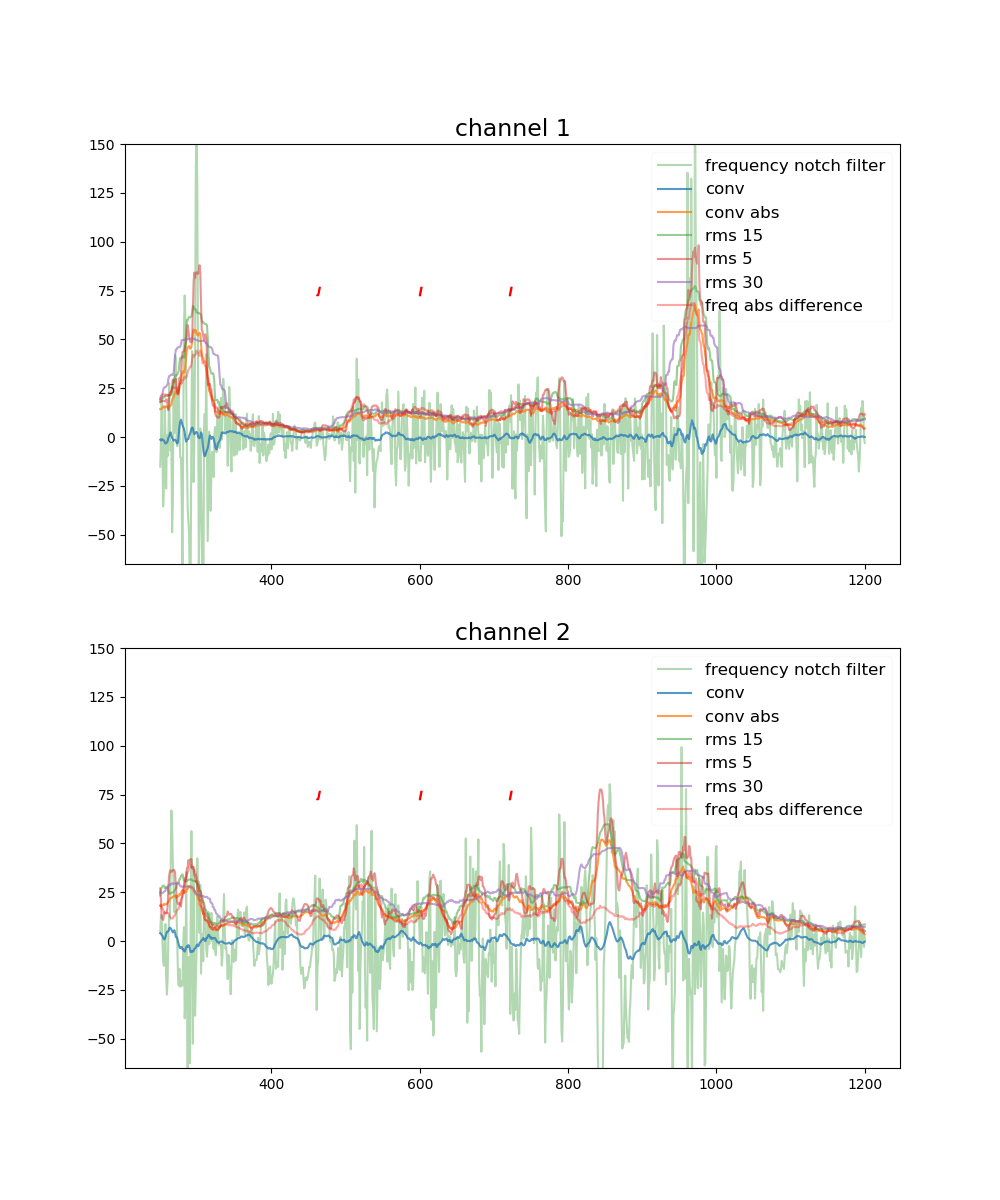 channel 1
150
125
100
75
50
25
0
−25
−50
400 600 800 1000 1200
frequency notch filter
conv
conv abs
rms 15
rms 5
rms 30
freq abs difference
channel 2
150
125
100
75
50
25
0
−25
−50
400 600 800 1000 1200
frequency notch filter
conv
conv abs
rms 15
rms 5
rms 30
freq abs difference